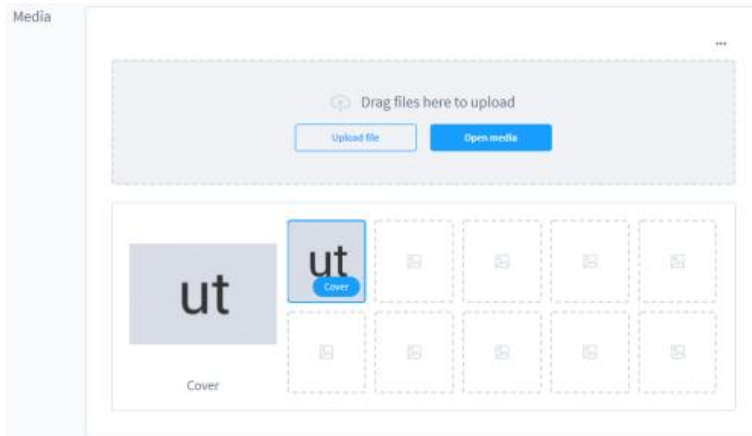 Media
•••
Drag files here to upload
Upload file
Open media
ut
ut
Cover
Cover